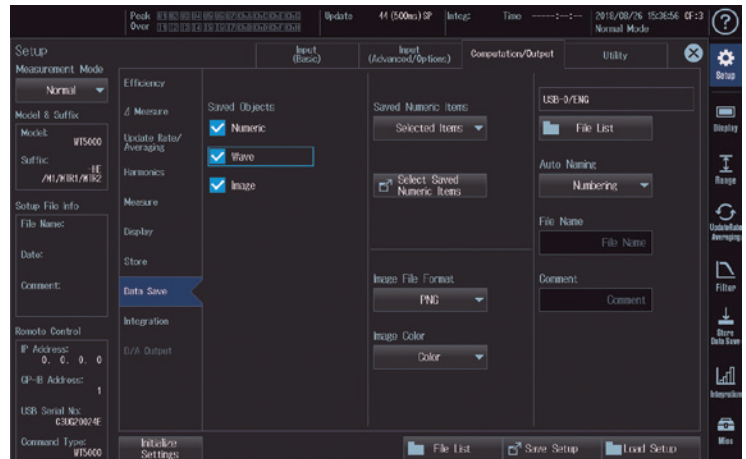 Peak
Over
Update 44 (500ms) SP Integ: Time -----:--:--
2018/08/26 15:36:56 CF:3
Normal Mode
Setup
Input
(Basic)
Input
(Advanced/Options)
Computation/Output
Utility
Measurement Mode
Normal
Model & Suffix
Model:
WT5000
Suffix:
-HE
File Name:
Setup File Info
Date:
Comment:
Remote Control
IP Address:
0. 0. 0. 0
GP-IB Address:
1
USB Serial No:
Command Type:
WT5000
Efficiency
Δ Measure
Update Rate/
Averaging
Harmonics
Measure
Display
Store
Data Save
Integration
D/A Output
Initialize
Settings
Saved Objects
Numeric
Wave
Image
Saved Numeric Items
Selected Items
Select Saved
Numeric Items
Image File Format
PNG
Image Color
Color
USB-0/ENG
File List
Auto Naming
Numbering
File Name
File Name
Comment
Comment
File List
Save Setup
Load Setup
Setup
Display
Range
UpdateRate
Averaging
Filter
Store
Data Save
Integration
Misc